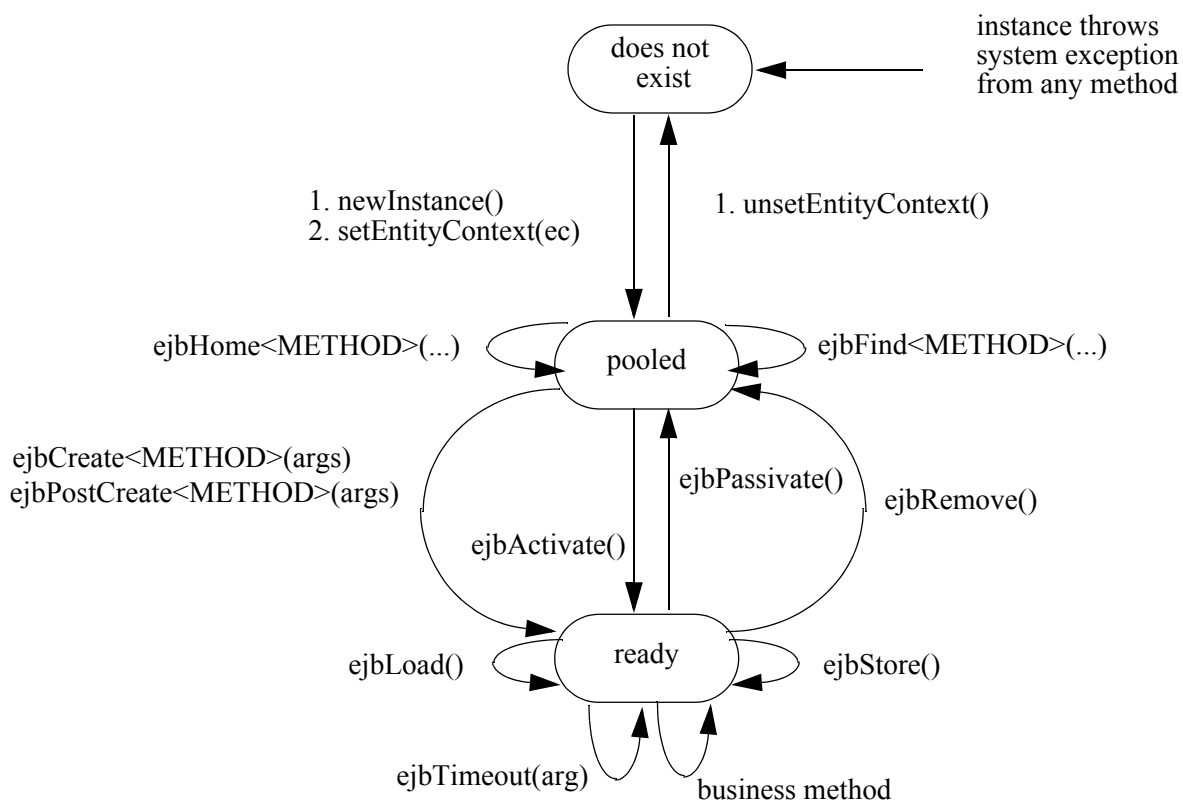 does not
exist
instance throws
system exception
from any method
1. newInstance()
2. setEntityContext(ec)
1. unsetEntityContext()
ejbHome<METHOD>(...)
pooled
ejbFind<METHOD>(...)
ejbCreate<METHOD>(args)
ejbPostCreate<METHOD>(args)
ejbPassivate()
ejbRemove()
ejbActivate()
ready
ejbLoad()
ejbStore()
ejbTimeout(arg)
business method